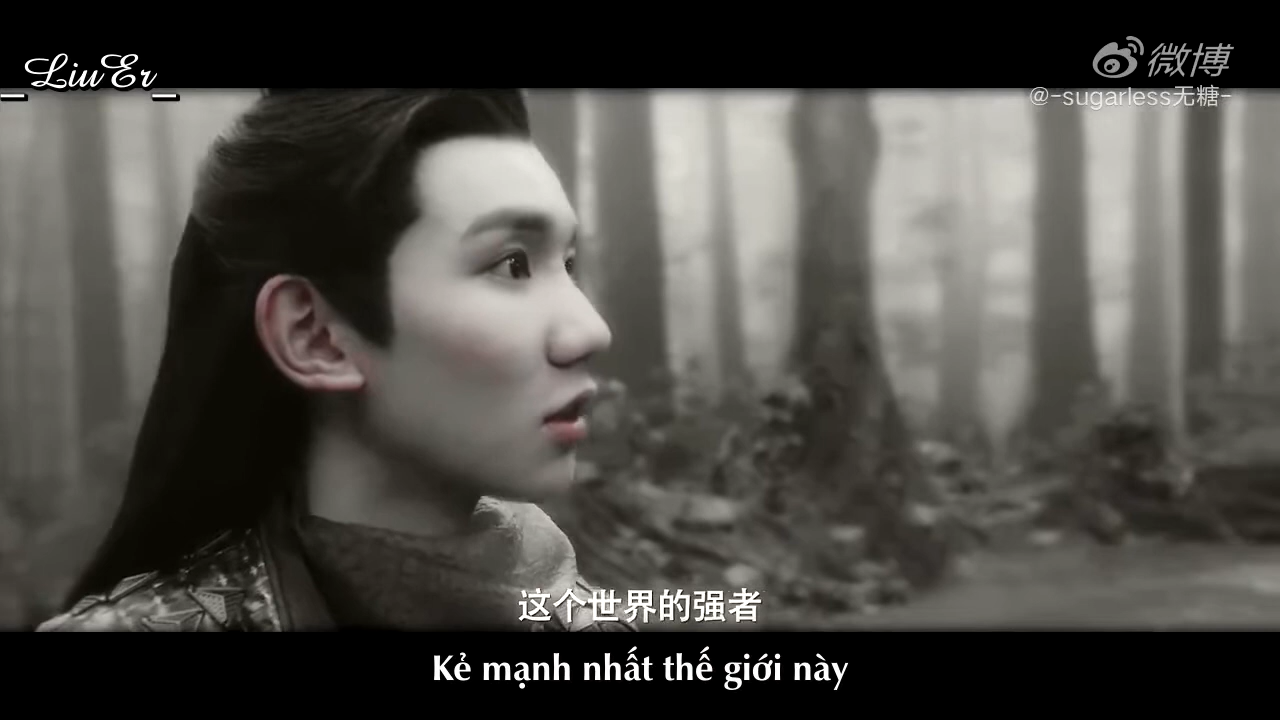 _LiuEr_
微博
@-sugarless无糖-
这个世界的强者
Kẻ mạnh nhất thế giới này